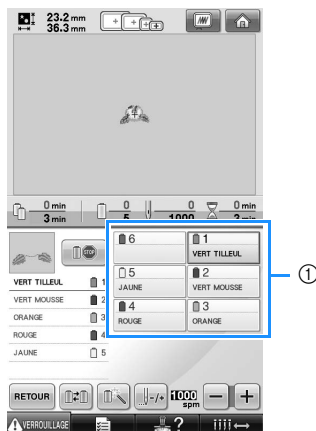 23.2 mm
36.3 mm
0 min
3 min
0
5
0
1000
0 min
3 min
6
1
VERT TILLEUL
5
JAUNE
2
VERT MOUSSE
4
ROUGE
3
ORANGE
STOP
VERT TILLEUL 1
VERT MOUSSE 2
ORANGE 3
ROUGE 4
JAUNE 5
①
RETOUR
-/+
1000
spm
- +
VERROUILLAGE
?